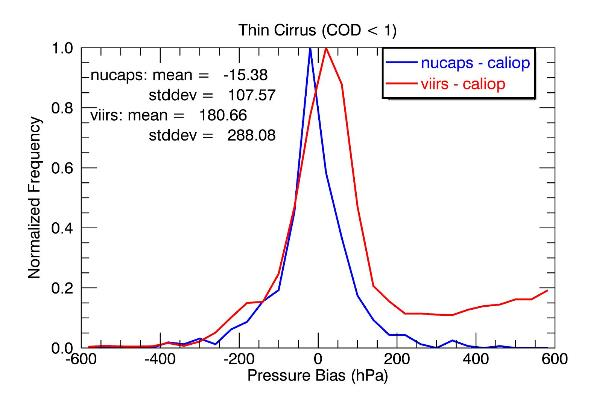 Thin Cirrus (COD < 1)
nucaps - caliop
viirs - caliop
nucaps: mean = -15.38
stddev = 107.57
viirs: mean = 180.66
stddev = 288.08
Normalized Frequency
1.0
0.8
0.6
0.4
0.2
0.0
-600 -400 -200 0 200 400 600
Pressure Bias (hPa)